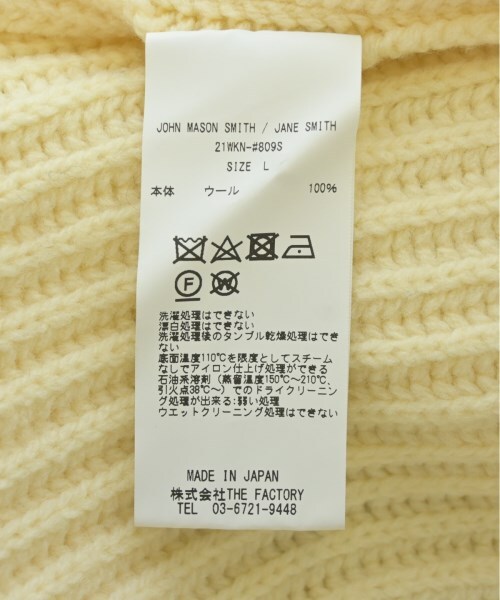 JOHN MASON SMITH / JANE SMITH
21WKN-#809S
SIZE L
本体 ウール 100%
F
W
洗濯処理はできない
漂白処理はできない
洗濯処理後のタンブル乾燥処理はでき
ない
底面温度110℃を限度としてスチーム
なしでアイロン仕上げ処理ができる
石油系溶剤(蒸留温度150℃~210℃、
引火点38℃~)でのドライクリーニン
グ処理が出来る:弱い処理
ウエットクリーニング処理はできない
MADE IN JAPAN
株式会社THE FACTORY
TEL 03-6721-9448